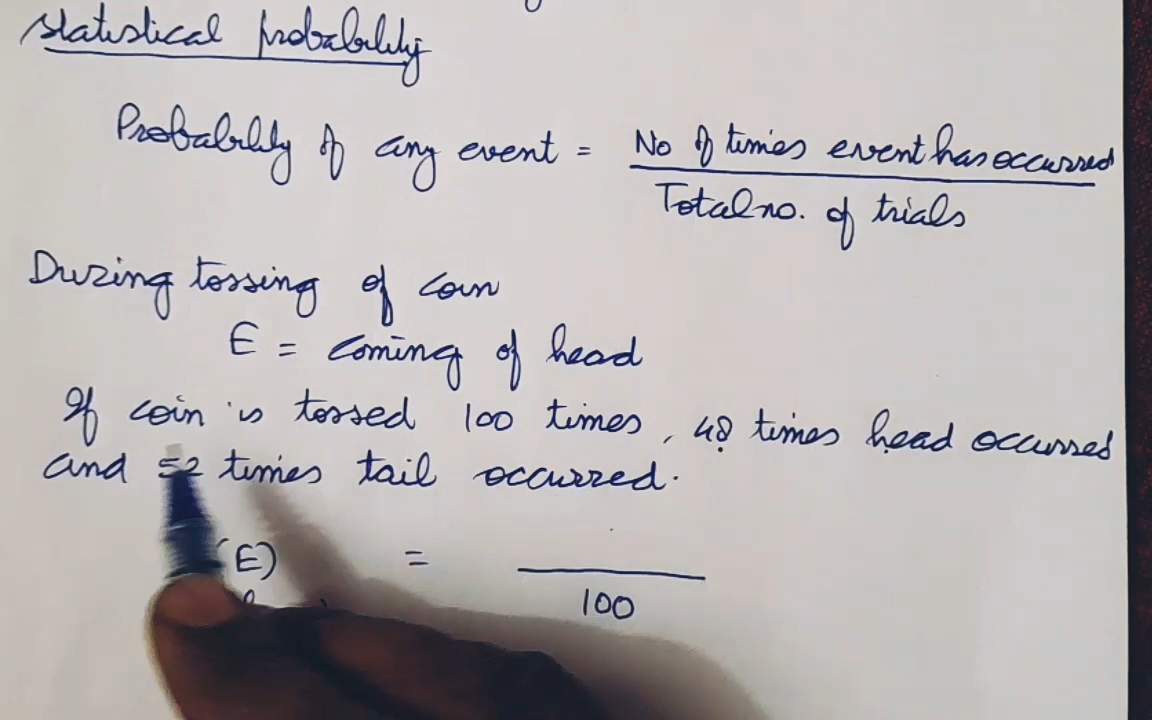 statistical probability
Probability of any event = No of times event has occurred
Total no. of trials
During tossing of coin
E = coming of head
If coin is tossed 100 times, 48 times head occurred
and 52 times tail occurred.
(E) =
100